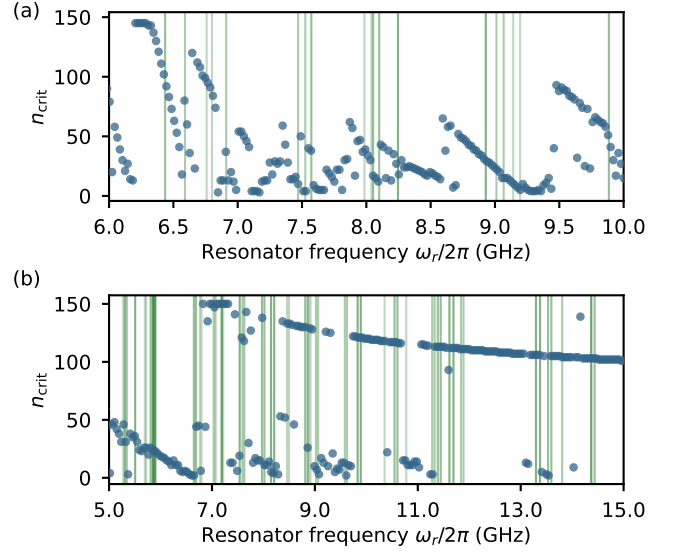 (a)
150
100
50
0
n_crit
6.0 6.5 7.0 7.5 8.0 8.5 9.0 9.5 10.0
Resonator frequency ω_r/2π (GHz)
(b)
150
100
50
0
n_crit
5.0 7.0 9.0 11.0 13.0 15.0
Resonator frequency ω_r/2π (GHz)